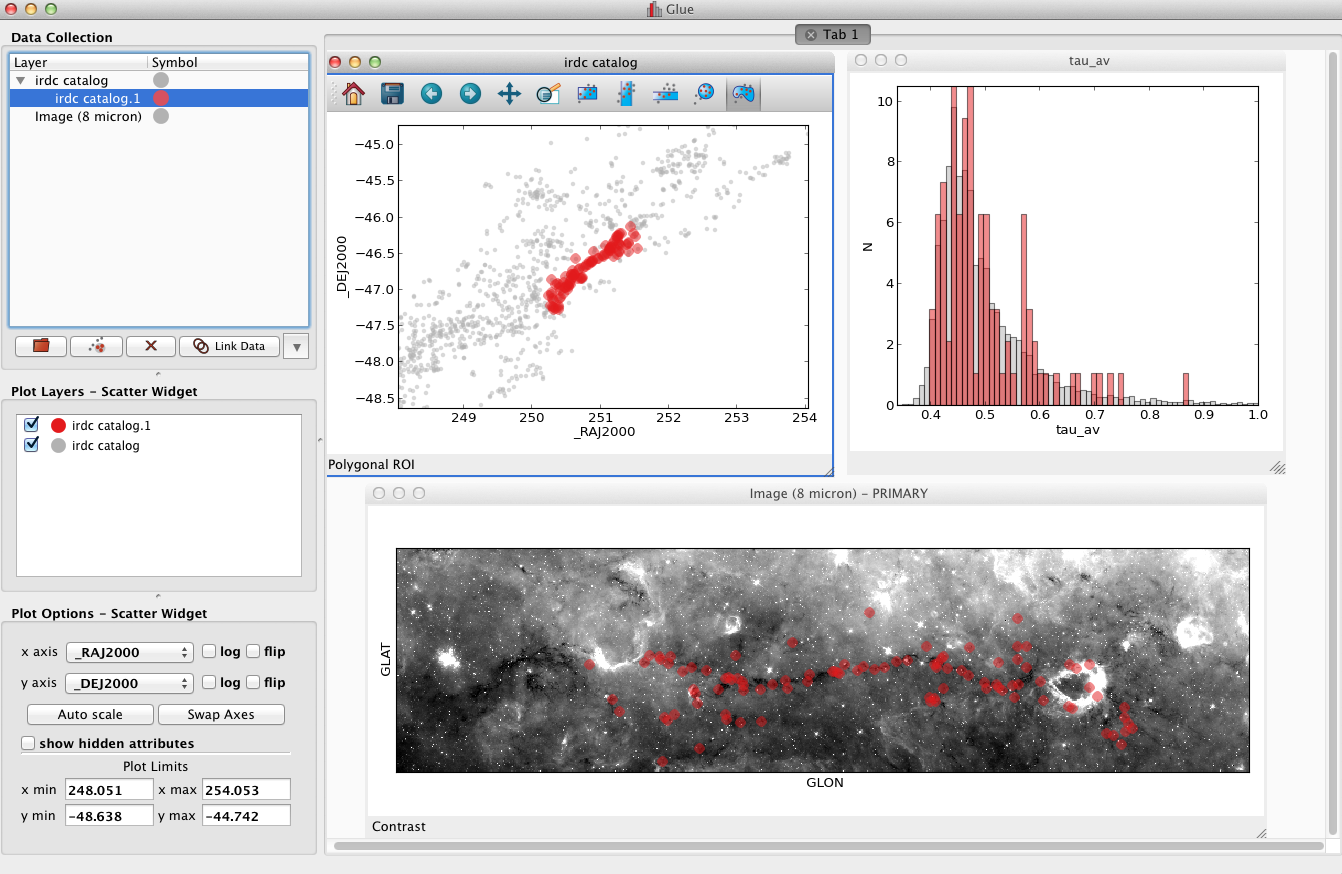 Glue
Data Collection
Layer Symbol
irdc catalog
irdc catalog.1
Image (8 micron)
Link Data
Plot Layers – Scatter Widget
irdc catalog.1
irdc catalog
Plot Options – Scatter Widget
x axis _RAJ2000 log flip
y axis _DEJ2000 log flip
Auto scale Swap Axes
show hidden attributes
Plot Limits
x min 248.051 x max 254.053
y min -48.638 y max -44.742
Tab 1
irdc catalog
_DEJ2000
−45.0
−45.5
−46.0
−46.5
−47.0
−47.5
−48.0
−48.5
249 250 251 252 253 254
_RAJ2000
Polygonal ROI
tau_av
N
10
8
6
4
2
0
0.4 0.5 0.6 0.7 0.8 0.9 1.0
tau_av
Image (8 micron) – PRIMARY
GLAT
GLON
Contrast